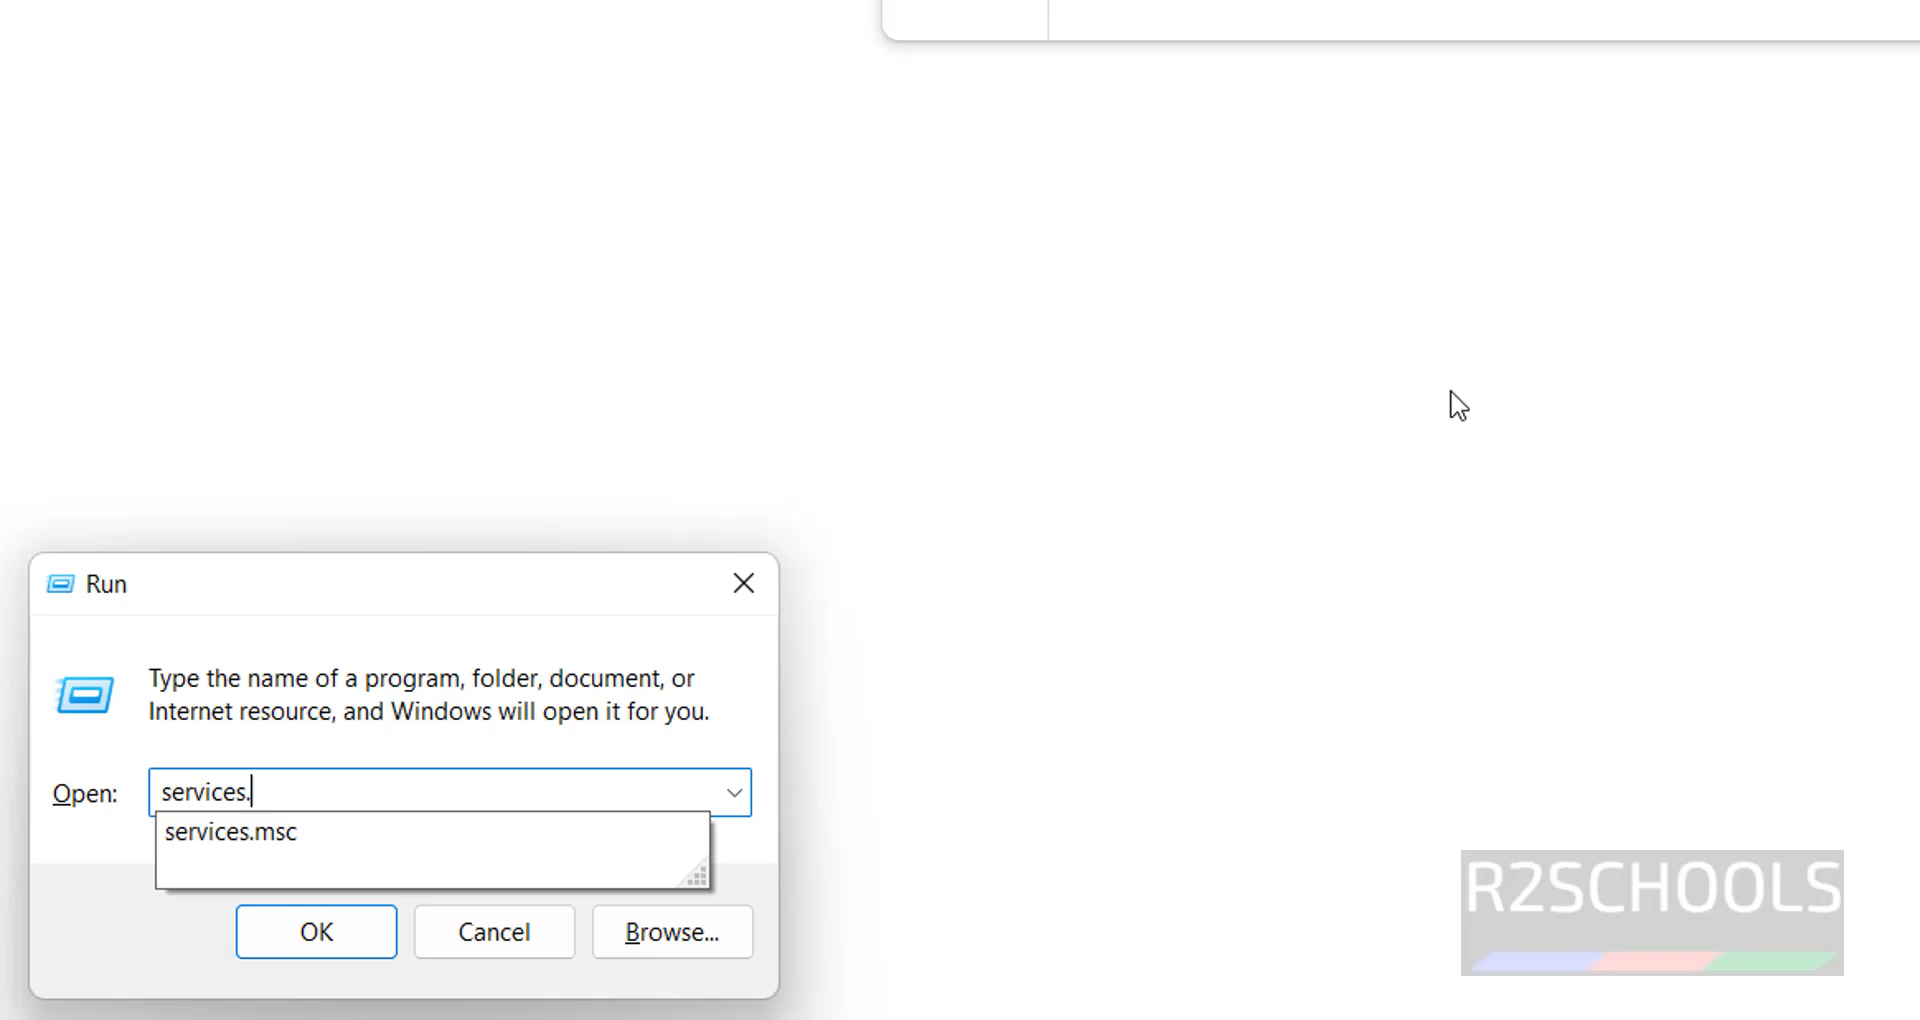 Run
Type the name of a program, folder, document, or
Internet resource, and Windows will open it for you.
Open:
services.
services.msc
OK
Cancel
Browse...
R2SCHOOLS